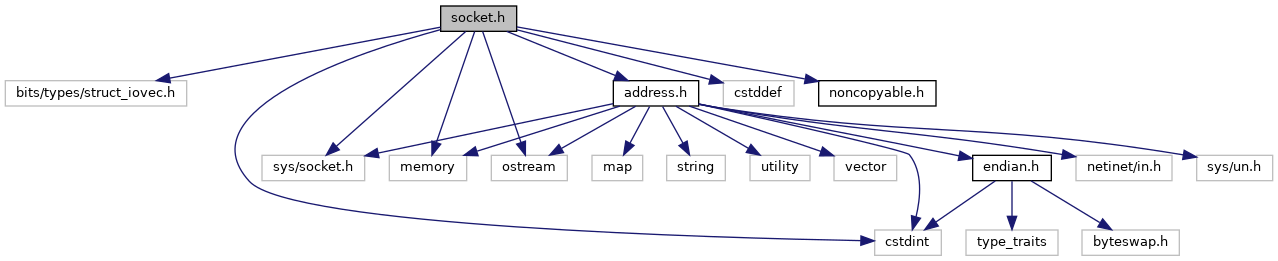 socket.h
bits/types/struct_iovec.h
address.h
cstddef
noncopyable.h
sys/socket.h
memory
ostream
map
string
utility
vector
endian.h
netinet/in.h
sys/un.h
cstdint
type_traits
byteswap.h